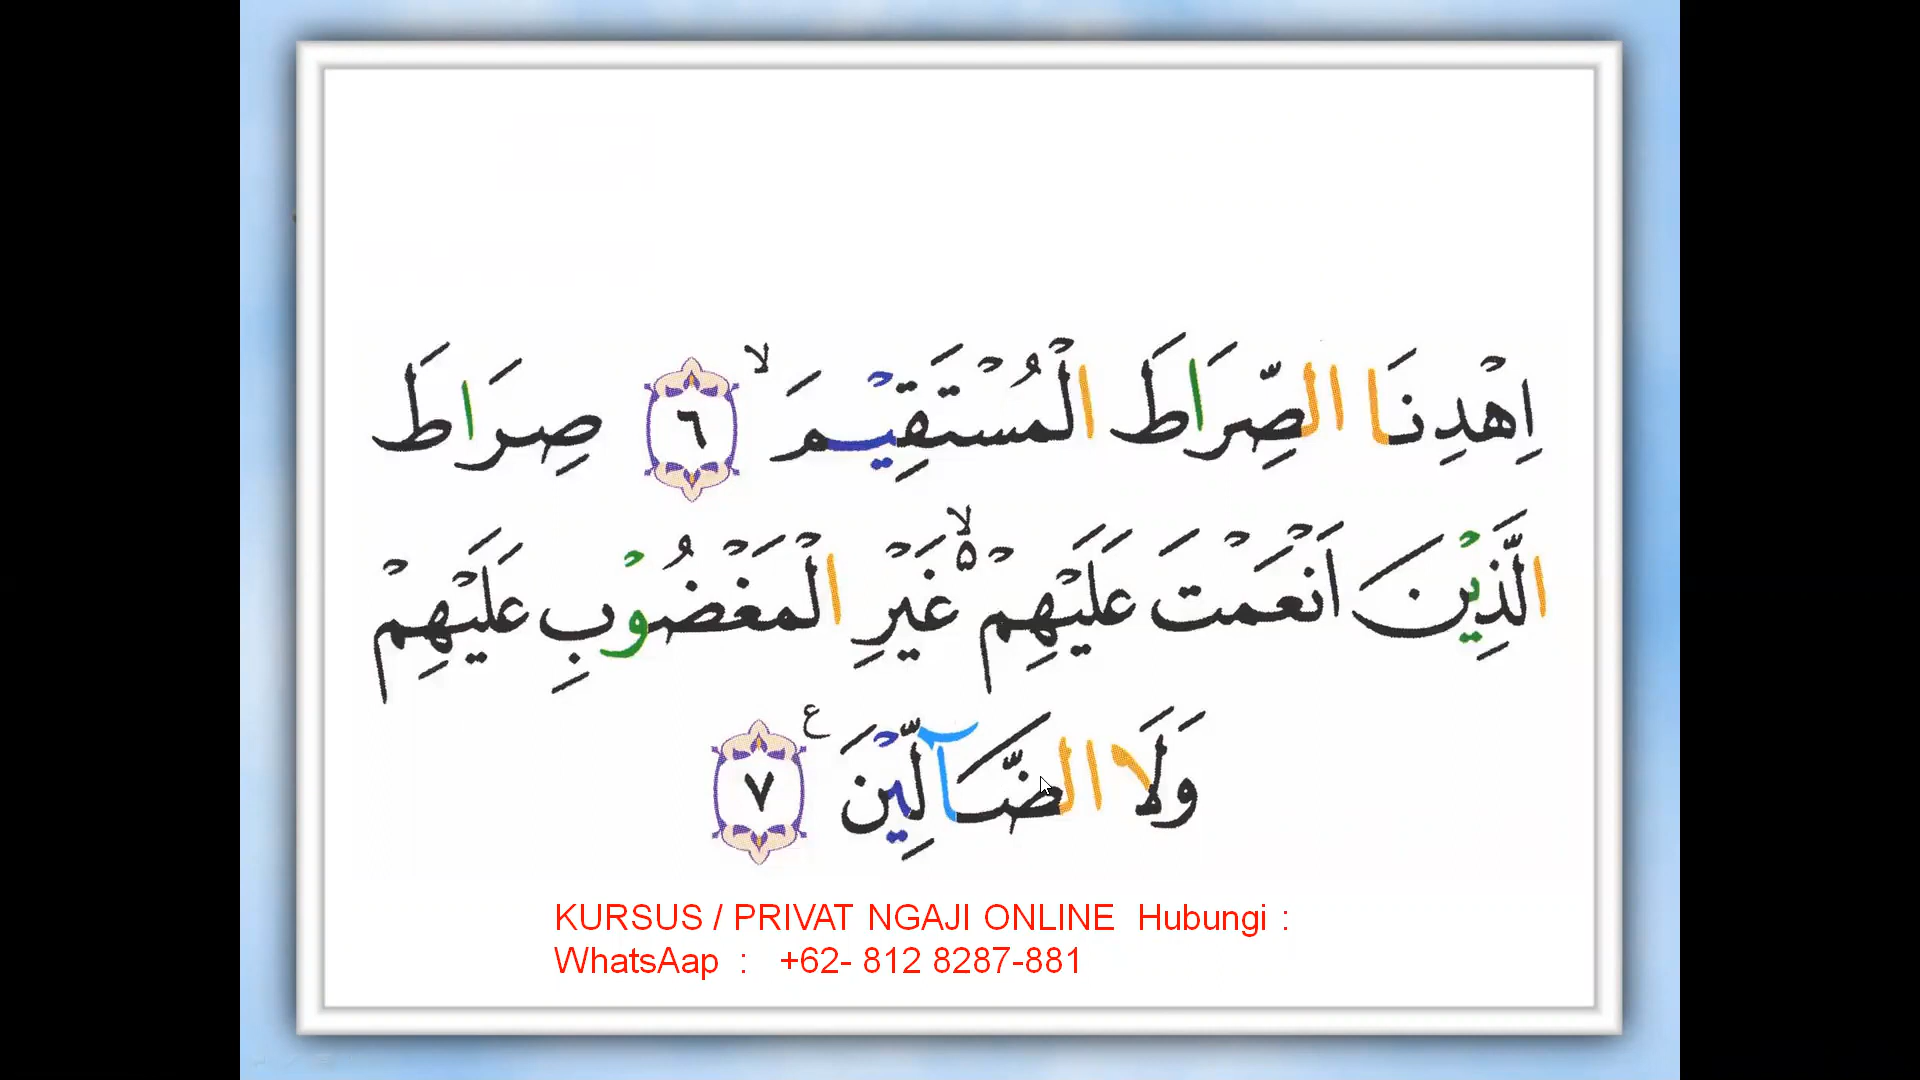 اِهْدِنَا الصِّرَاطَ الْمُسْتَقِيْمَ ۙ ٦ صِرَاطَ
الَّذِيْنَ اَنْعَمْتَ عَلَيْهِمْ ۙ۵ غَيْرِ الْمَغْضُوْبِ عَلَيْهِمْ
وَلَا الضَّاۤلِّيْنَ ࣖ ٧
KURSUS / PRIVAT NGAJI ONLINE Hubungi :
WhatsAap : +62- 812 8287-881